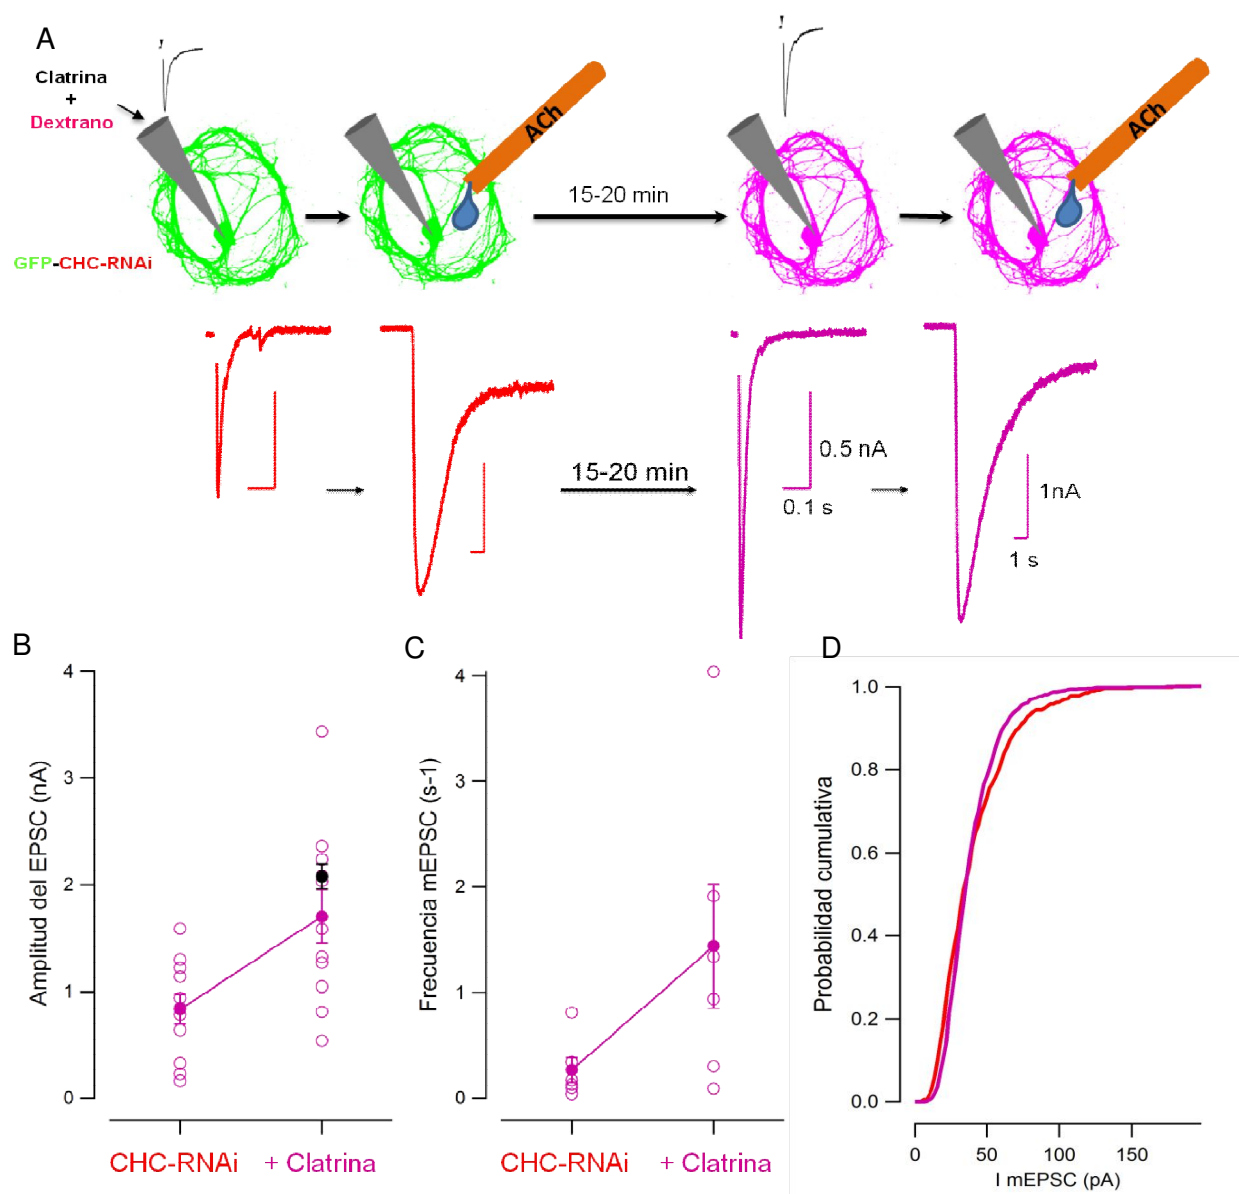 A
Clatrina
+
Dextrano
GFP-CHC-RNAi
ACh
15-20 min
ACh
15-20 min
0.5 nA
0.1 s
1nA
1 s
B
Amplitud del EPSC (nA)
4
3
2
1
0
CHC-RNAi
+ Clatrina
C
Frecuencia mEPSC (s-1)
4
3
2
1
0
CHC-RNAi
+ Clatrina
D
Probabilidad cumulativa
1.0
0.8
0.6
0.4
0.2
0.0
0
50
100
150
I mEPSC (pA)